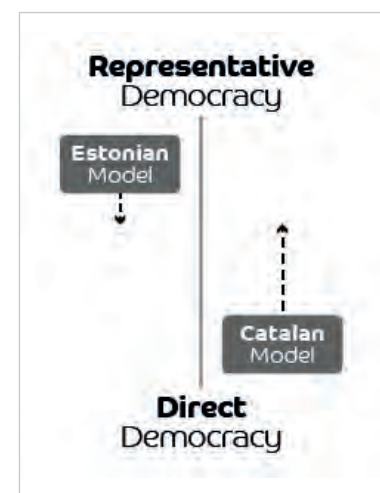 Representative
Democracy
Estonian
Model
Catalan
Model
Direct
Democracy